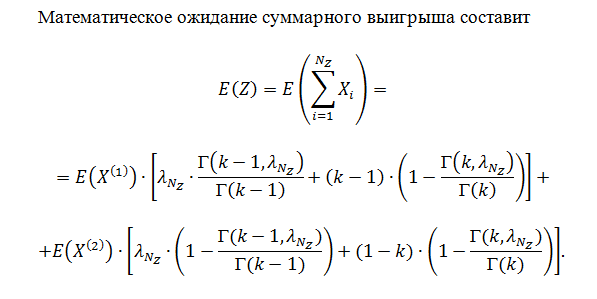 Математическое ожидание суммарного выигрыша составит
E(Z) = E(∑_{i=1}^{N_Z} X_i) =
= E(X^{(1)}) · [λ_{N_Z} · Γ(k − 1, λ_{N_Z}) / Γ(k − 1) + (k − 1) · (1 − Γ(k, λ_{N_Z}) / Γ(k))] +
+E(X^{(2)}) · [λ_{N_Z} · (1 − Γ(k − 1, λ_{N_Z}) / Γ(k − 1)) + (1 − k) · (1 − Γ(k, λ_{N_Z}) / Γ(k))].